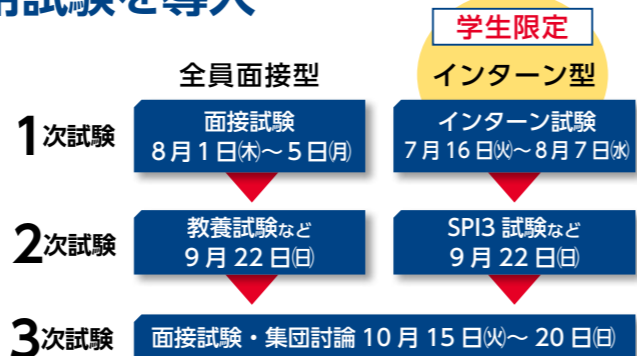 用試験を導入
学生限定
全員面接型
インターン型
1次試験
面接試験
8月1日㈭～5日㈪
インターン試験
7月16日㈫～8月7日㈬
2次試験
教養試験など
9月22日㈰
SPI3 試験など
9月22日㈰
3次試験
面接試験・集団討論 10月15日㈫～20日㈰